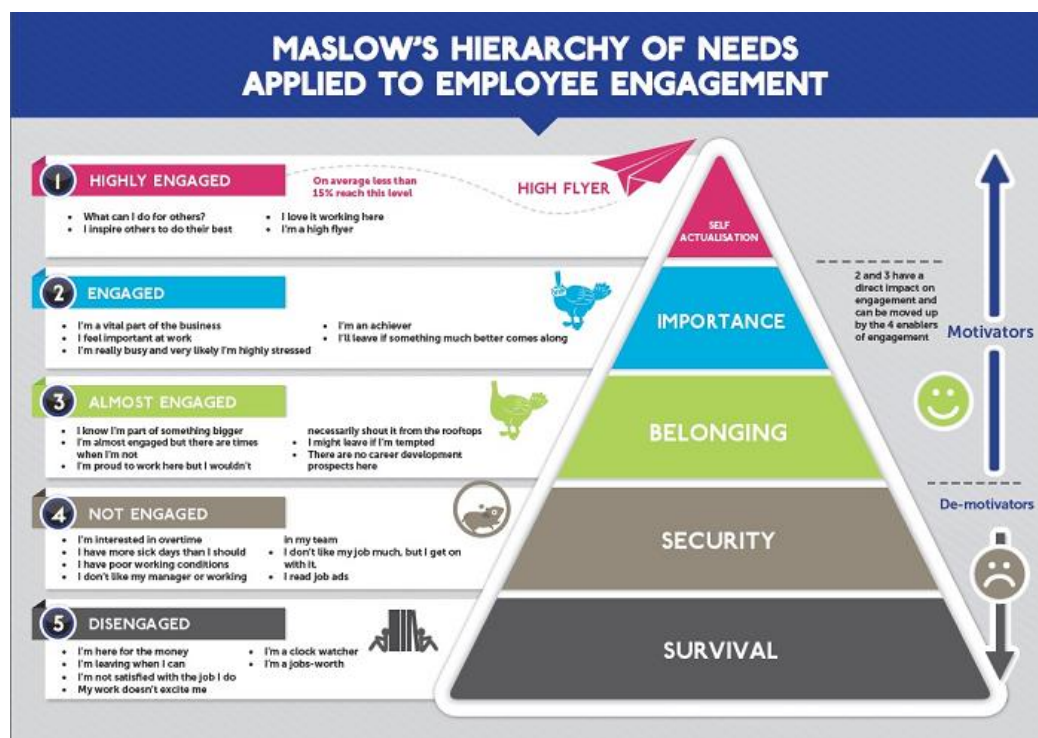 MASLOW'S HIERARCHY OF NEEDS
APPLIED TO EMPLOYEE ENGAGEMENT
1 HIGHLY ENGAGED
On average less than
15% reach this level
HIGH FLYER
• What can I do for others?
• I inspire others to do their best
• I love it working here
• I'm a high flyer
SELF
ACTUALISATION
2 ENGAGED
• I'm a vital part of the business
• I feel important at work
• I'm really busy and very likely I'm highly stressed
• I'm an achiever
• I'll leave if something much better comes along
IMPORTANCE
2 and 3 have a
direct impact on
engagement and
can be moved up
by the 4 enablers
of engagement
Motivators
3 ALMOST ENGAGED
• I know I'm part of something bigger
• I'm almost engaged but there are times
when I'm not
• I'm proud to work here but I wouldn't
necessarily shout it from the rooftops
• I might leave if I'm tempted
• There are no career development
prospects here
BELONGING
De-motivators
4 NOT ENGAGED
• I'm interested in overtime
• I have more sick days than I should
• I have poor working conditions
• I don't like my manager or working
in my team
• I don't like my job much, but I get on
with it.
• I read job ads
SECURITY
5 DISENGAGED
• I'm here for the money
• I'm leaving when I can
• I'm not satisfied with the job I do
• My work doesn't excite me
• I'm a clock watcher
• I'm a jobs-worth
SURVIVAL